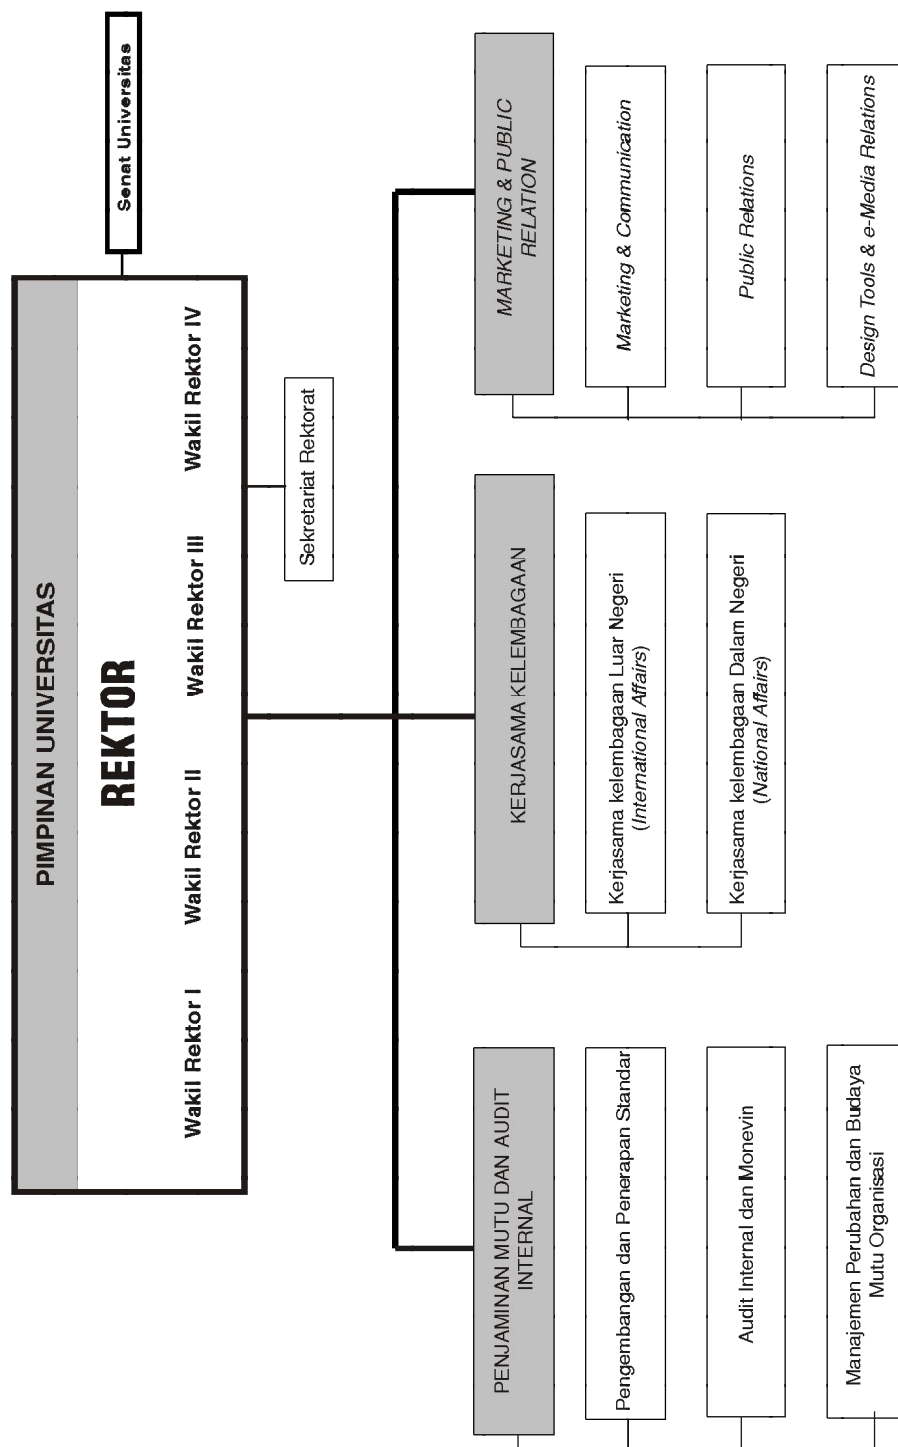 PIMPINAN UNIVERSITAS
REKTOR
Wakil Rektor I
Wakil Rektor II
Wakil Rektor III
Wakil Rektor IV
Senat Universitas
Sekretariat Rektorat
PENJAMINAN MUTU DAN AUDIT
INTERNAL
Pengembangan dan Penerapan Standar
Audit Internal dan Monevin
Manajemen Perubahan dan Budaya
Mutu Organisasi
KERJASAMA KELEMBAGAAN
Kerjasama kelembagaan Luar Negeri
(International Affairs)
Kerjasama kelembagaan Dalam Negeri
(National Affairs)
MARKETING & PUBLIC
RELATION
Marketing & Communication
Public Relations
Design Tools & e-Media Relations